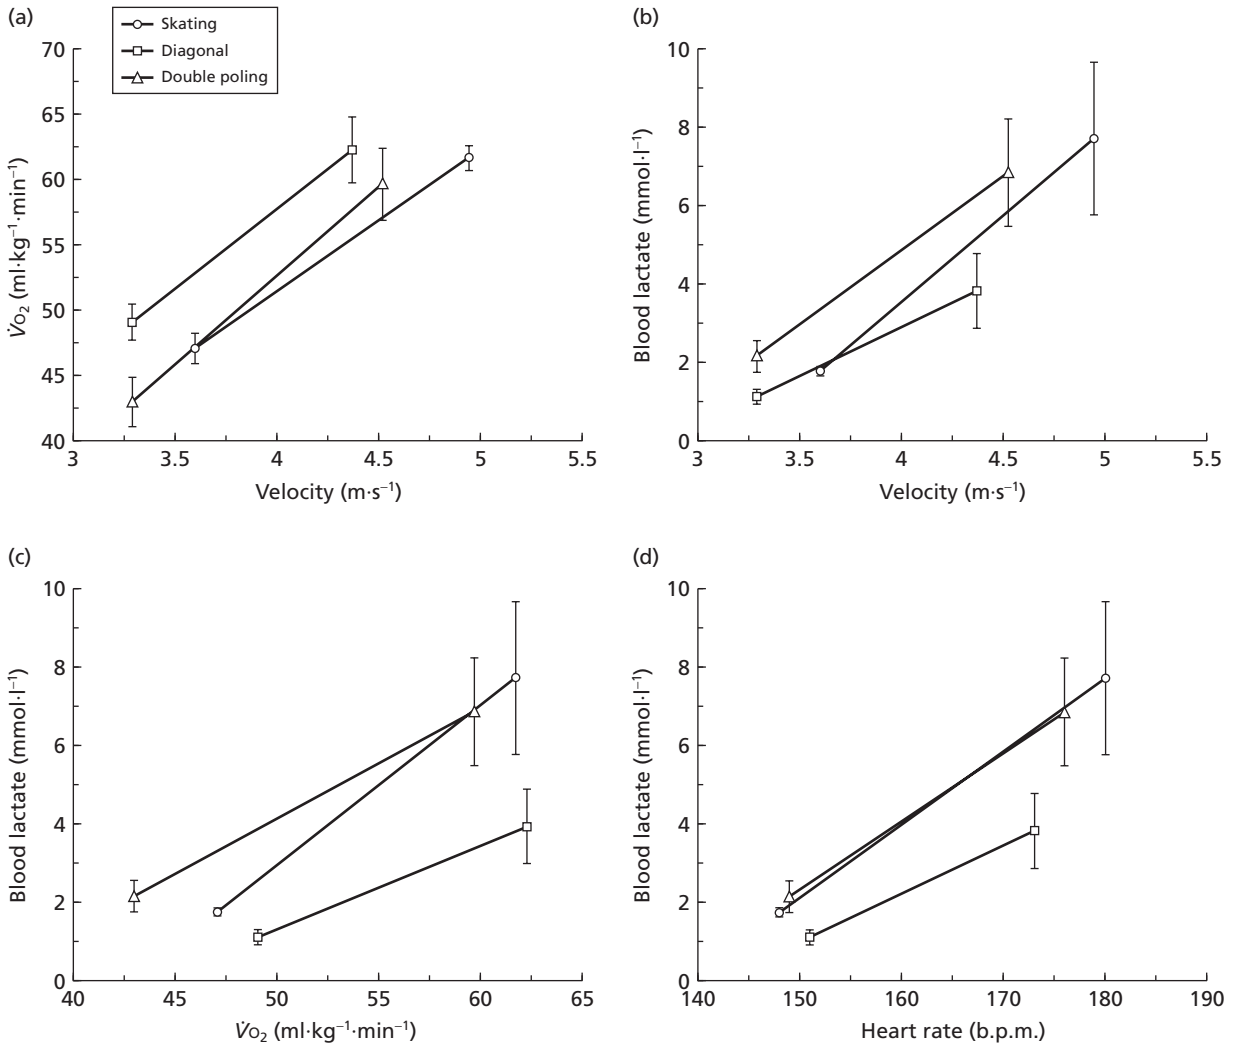 (a)
Skating
Diagonal
Double poling
70
65
60
55
50
45
40
3 3.5 4 4.5 5 5.5
V̇O₂ (ml·kg⁻¹·min⁻¹)
Velocity (m·s⁻¹)
(b)
10
8
6
4
2
0
3 3.5 4 4.5 5 5.5
Blood lactate (mmol·l⁻¹)
Velocity (m·s⁻¹)
(c)
10
8
6
4
2
0
40 45 50 55 60 65
Blood lactate (mmol·l⁻¹)
V̇O₂ (ml·kg⁻¹·min⁻¹)
(d)
10
8
6
4
2
0
140 150 160 170 180 190
Blood lactate (mmol·l⁻¹)
Heart rate (b.p.m.)